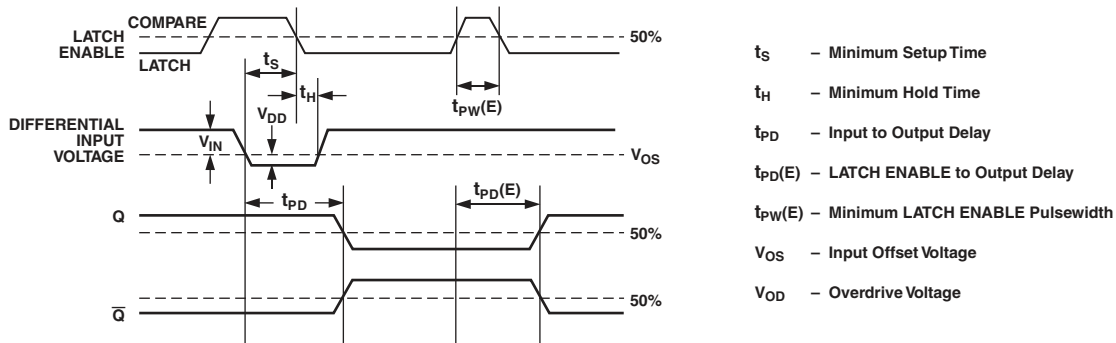 COMPARE
LATCH
ENABLE
LATCH
50%
tS
tH
tPW(E)
VDD
DIFFERENTIAL
INPUT
VOLTAGE
VIN
VOS
tPD
tPD(E)
Q
50%
Q̅
50%
tS – Minimum Setup Time
tH – Minimum Hold Time
tPD – Input to Output Delay
tPD(E) – LATCH ENABLE to Output Delay
tPW(E) – Minimum LATCH ENABLE Pulsewidth
VOS – Input Offset Voltage
VOD – Overdrive Voltage